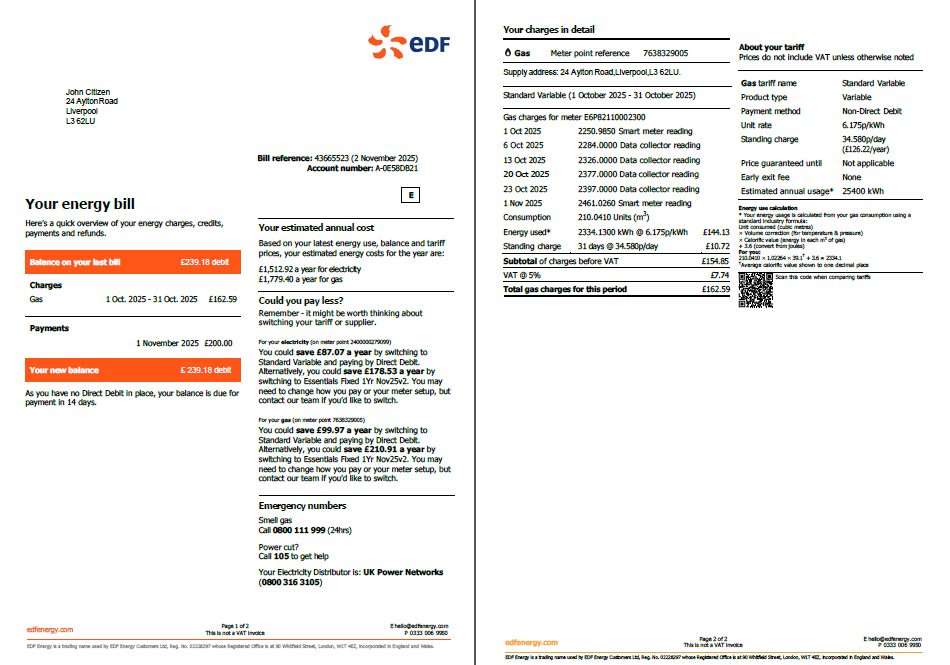 EDF
John Citizen
24 Aylton Road
Liverpool
L3 62LU
Bill reference: 43665523 (2 November 2025)
Account number: A-0E58DB21
E
Your energy bill
Here's a quick overview of your energy charges, credits,
payments and refunds.
Balance on your last bill £239.18 debit
Charges
Gas 1 Oct. 2025 - 31 Oct. 2025 £162.59
Payments
1 November 2025 £200.00
Your new balance £ 239.18 debit
As you have no Direct Debit in place, your balance is due for
payment in 14 days.
Your estimated annual cost
Based on your latest energy use, balance and tariff
prices, your estimated energy costs for the year are:
£1,512.92 a year for electricity
£1,779.40 a year for gas
Could you pay less?
Remember - it might be worth thinking about
switching your tariff or supplier.
For your electricity (on meter point 2400000279099)
You could save £87.07 a year by switching to
Standard Variable and paying by Direct Debit.
Alternatively, you could save £178.53 a year by
switching to Essentials Fixed 1Yr Nov25v2. You may
need to change how you pay or your meter setup, but
contact our team if you'd like to switch.
For your gas (on meter point 7638329005)
You could save £99.97 a year by switching to
Standard Variable and paying by Direct Debit.
Alternatively, you could save £210.91 a year by
switching to Essentials Fixed 1Yr Nov25v2. You may
need to change how you pay or your meter setup, but
contact our team if you'd like to switch.
Emergency numbers
Smell gas
Call 0800 111 999 (24hrs)
Power cut?
Call 105 to get help
Your Electricity Distributor is: UK Power Networks
(0800 316 3105)
edfenergy.com
Page 1 of 2
This is not a VAT invoice
E hello@edfenergy.com
P 0333 006 9950
EDF Energy is a trading name used by EDF Energy Customers Ltd, Reg. No. 02228297 whose Registered Office is at 90 Whitfield Street, London, W1T 4EZ, Incorporated in England and Wales.
Your charges in detail
Gas Meter point reference 7638329005
Supply address: 24 Aylton Road,Liverpool,L3 62LU.
Standard Variable (1 October 2025 - 31 October 2025)
Gas charges for meter E6P82110002300
1 Oct 2025 2250.9850 Smart meter reading
6 Oct 2025 2284.0000 Data collector reading
13 Oct 2025 2326.0000 Data collector reading
20 Oct 2025 2377.0000 Data collector reading
23 Oct 2025 2397.0000 Data collector reading
1 Nov 2025 2461.0260 Smart meter reading
Consumption 210.0410 Units (m³)
Energy used* 2334.1300 kWh @ 6.175p/kWh £144.13
Standing charge 31 days @ 34.580p/day £10.72
Subtotal of charges before VAT £154.85
VAT @ 5% £7.74
Total gas charges for this period £162.59
About your tariff
Prices do not include VAT unless otherwise noted
Gas tariff name Standard Variable
Product type Variable
Payment method Non-Direct Debit
Unit rate 6.175p/kWh
Standing charge 34.580p/day
(£126.22/year)
Price guaranteed until Not applicable
Early exit fee None
Estimated annual usage* 25400 kWh
Energy use calculation
* Your energy usage is calculated from your gas consumption using a
standard industry formula:
Unit consumed (cubic metres)
× Volume correction (for temperature & pressure)
× Calorific value (energy in each m³ of gas)
÷ 3.6 (convert from joules)
For you:
210.0410 × 1.02264 × 39.1† ÷ 3.6 = 2334.1
†Average calorific value shown to one decimal place
Scan this code when comparing tariffs
edfenergy.com
Page 2 of 2
This is not a VAT invoice
E hello@edfenergy.com
P 0333 006 9950
EDF Energy is a trading name used by EDF Energy Customers Ltd, Reg. No. 02228297 whose Registered Office is at 90 Whitfield Street, London, W1T 4EZ, Incorporated in England and Wales.